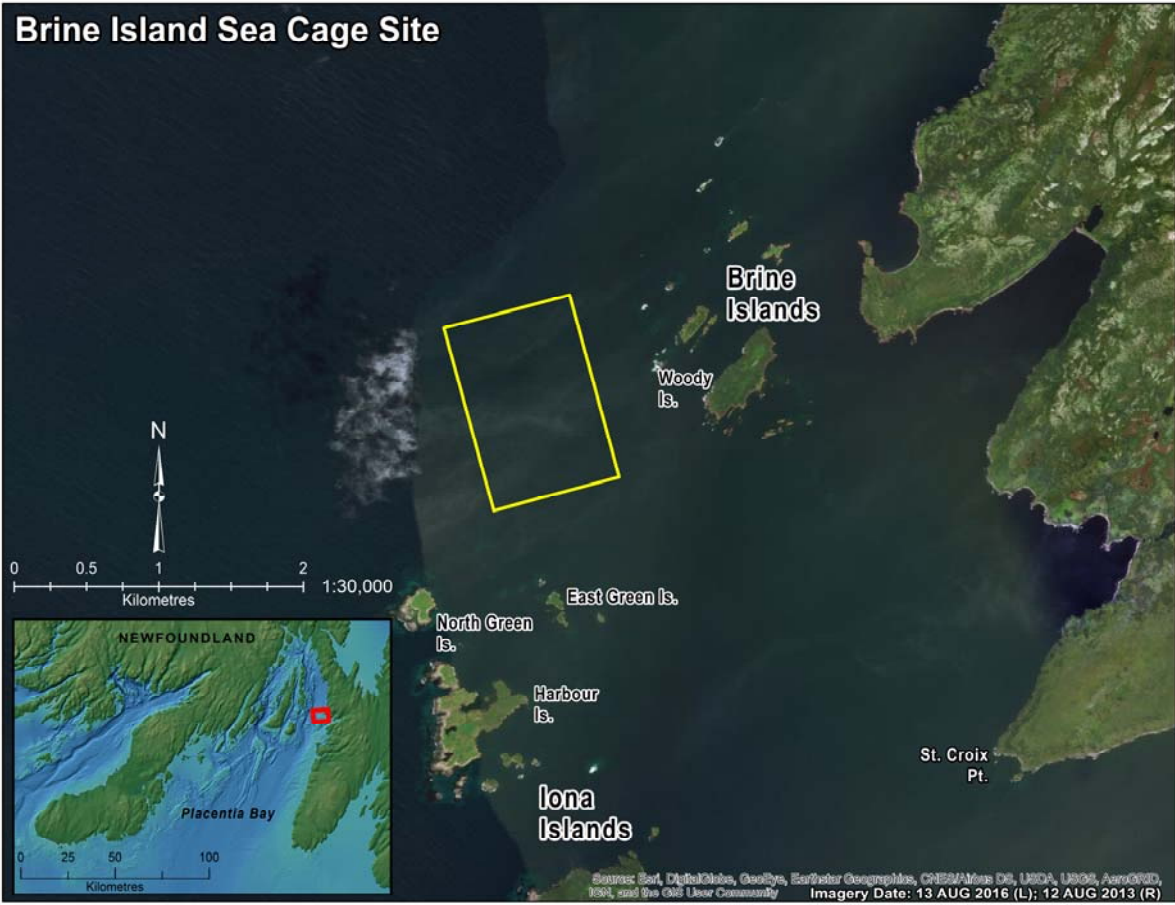 Brine Island Sea Cage Site
Brine
Islands
Woody
Is.
N
0 0.5 1 2 1:30,000
Kilometres
East Green Is.
North Green
Is.
Harbour
Is.
St. Croix
Pt.
Iona
Islands
NEWFOUNDLAND
Placentia Bay
0 25 50 100
Kilometres
Source: Esri, DigitalGlobe, GeoEye, Earthstar Geographics, CNES/Airbus DS, USDA, USGS, AeroGRID,
IGN, and the GIS User Community
Imagery Date: 13 AUG 2016 (L); 12 AUG 2013 (R)